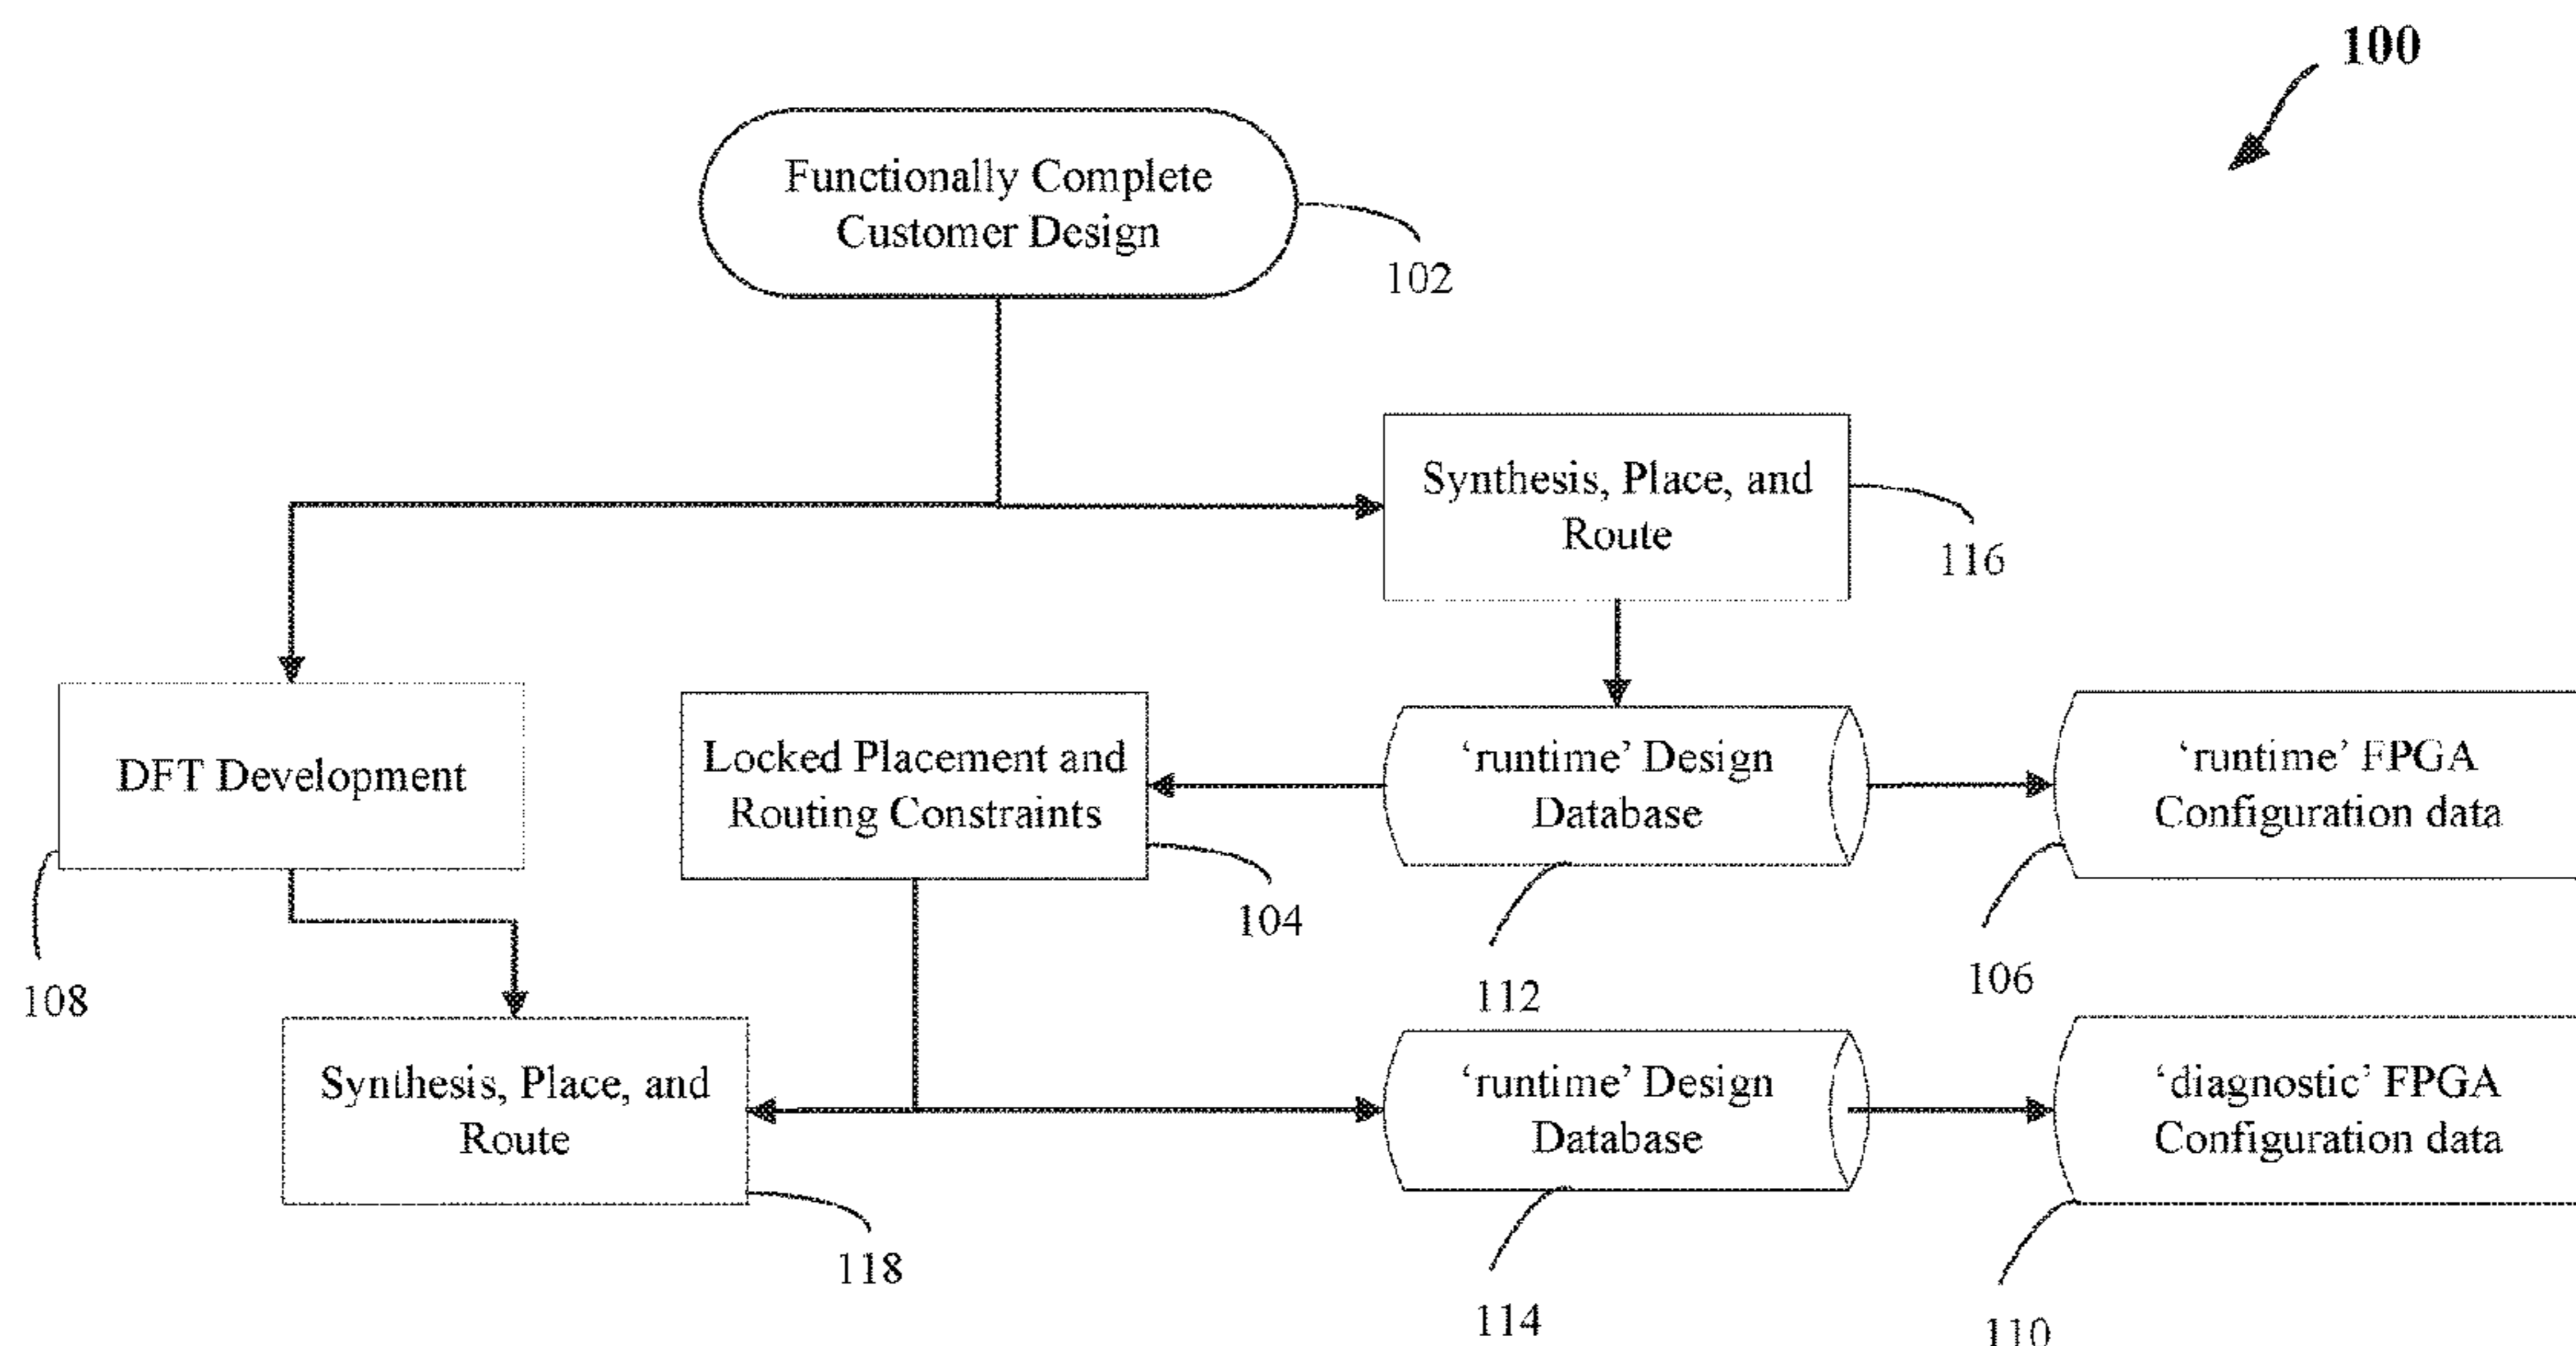 100
Functionally Complete
Customer Design
102
Synthesis, Place, and
Route
116
DFT Development
108
Locked Placement and
Routing Constraints
104
‘runtime’ Design
Database
112
‘runtime’ FPGA
Configuration data
106
Synthesis, Place, and
Route
118
‘runtime’ Design
Database
114
‘diagnostic’ FPGA
Configuration data
110